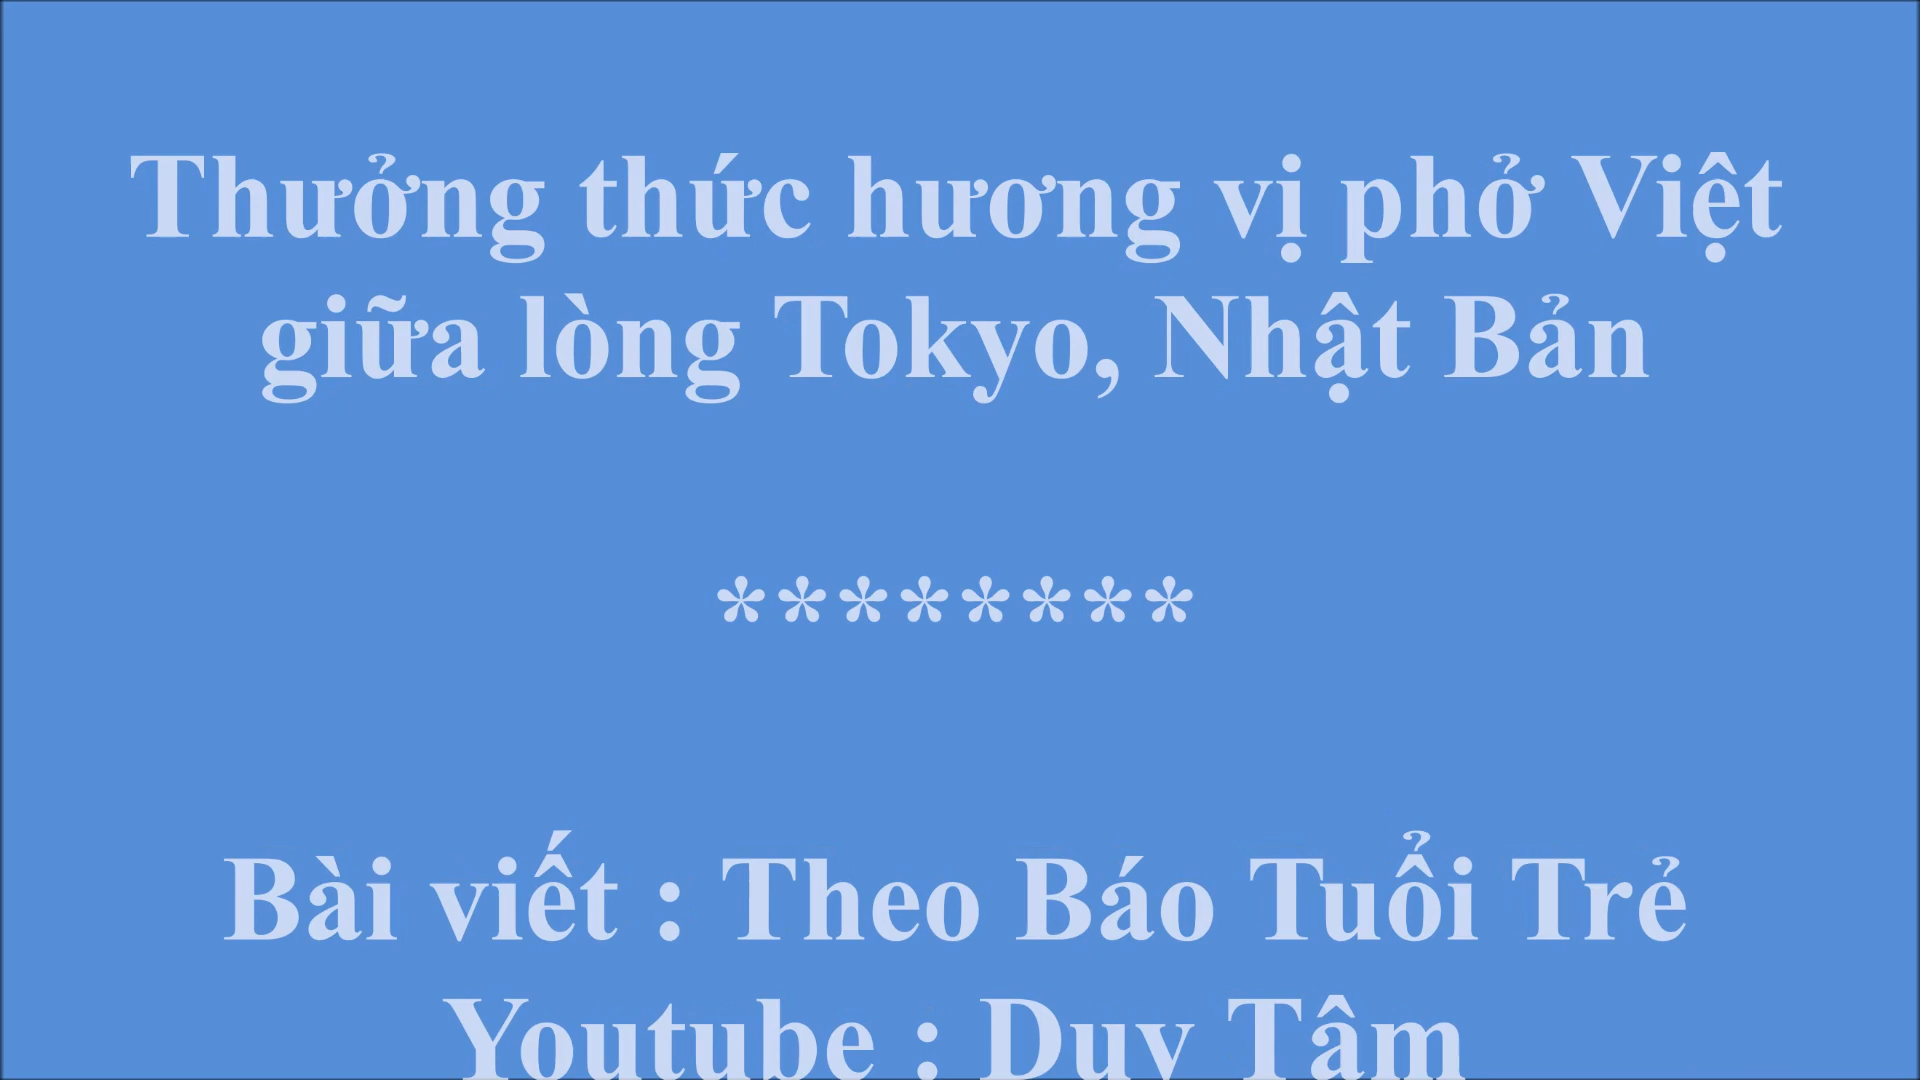 Thưởng thức hương vị phở Việt
giữa lòng Tokyo, Nhật Bản
********
Bài viết : Theo Báo Tuổi Trẻ
Youtube : Duy Tâm